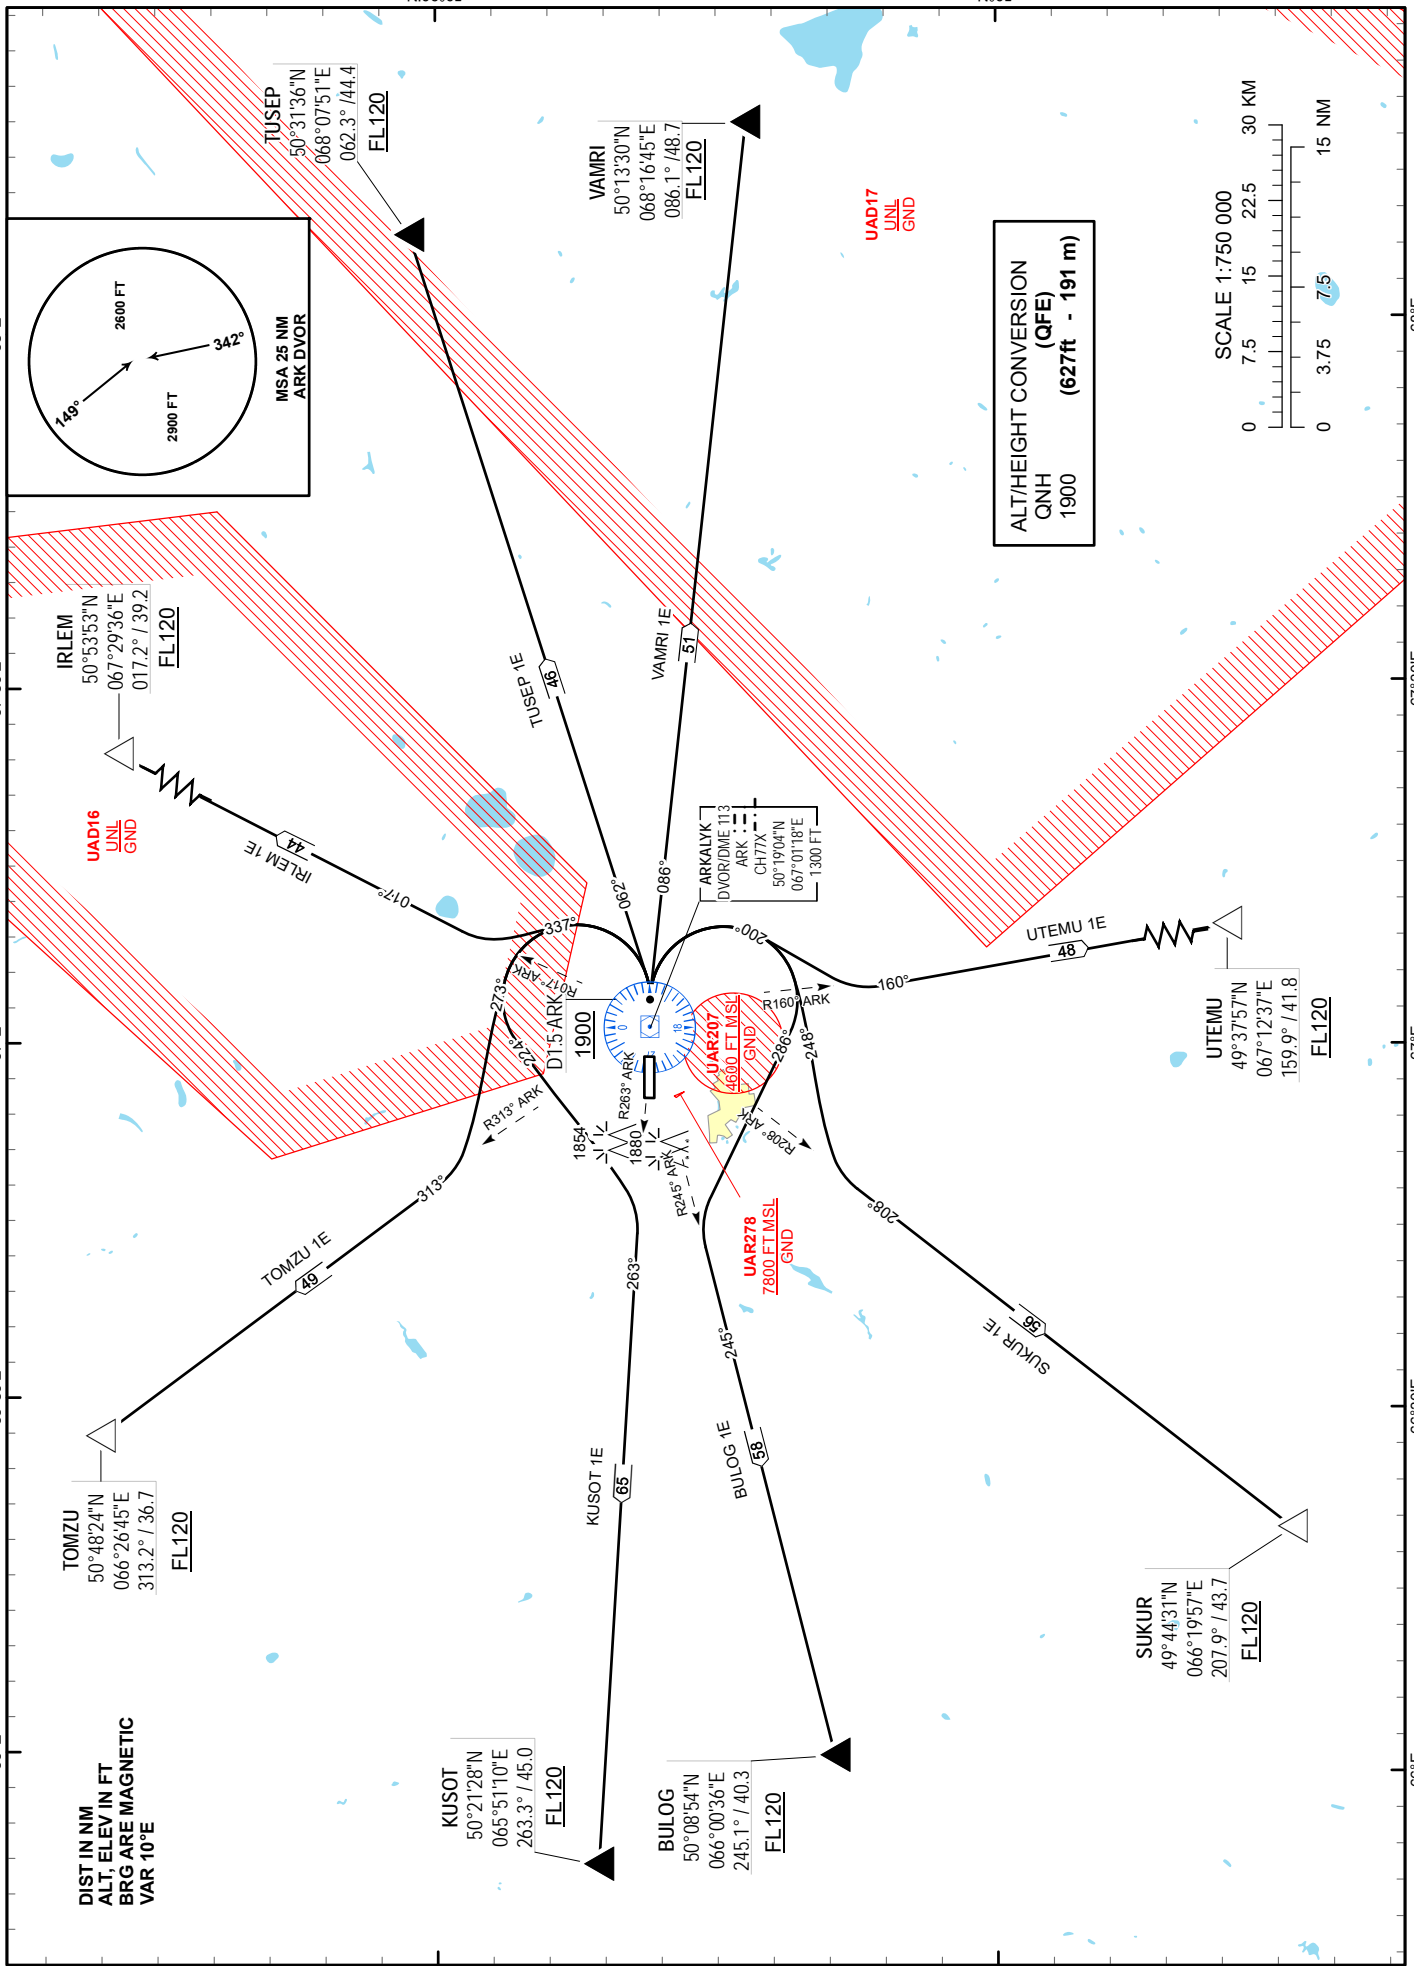 DIST IN NM
ALT, ELEV IN FT
BRG ARE MAGNETIC
VAR 10°E
TOMZU
50°48'24"N
066°26'45"E
313.2° / 36.7
FL120
IRLEM
50°53'53"N
067°29'36"E
017.2° / 39.2
FL120
UAD16
UNL
GND
149°
342°
2600 FT
2900 FT
MSA 25 NM
ARK DVOR
TUSEP
50°31'36"N
068°07'51"E
062.3° /44.4
FL120
VAMRI
50°13'30"N
068°16'45"E
086.1° /48.7
FL120
UAD17
UNL
GND
KUSOT
50°21'28"N
065°51'10"E
263.3° / 45.0
FL120
BULOG
50°08'54"N
066°00'36"E
245.1° / 40.3
FL120
SUKUR
49°44'31"N
066°19'57"E
207.9° / 43.7
FL120
UTEMU
49°37'57"N
067°12'37"E
159.9° / 41.8
FL120
TOMZU 1E
49
313°
R313° ARK
273°
IRLEM 1E
44
017°
R017° ARK
337°
TUSEP 1E
46
062°
VAMRI 1E
51
086°
KUSOT 1E
65
263°
R263° ARK
224°
BULOG 1E
58
245°
R245° ARK
286°
SUKUR 1E
56
208°
R208° ARK
248°
UTEMU 1E
48
160°
R160° ARK
200°
D1.5 ARK
1900
0
18
27
1854
1880
UAR207
4600 FT MSL
GND
UAR278
7800 FT MSL
GND
ARKALYK
DVOR/DME 113
ARK
CH77X
50°19'04"N
067°01'18"E
1300 FT
ALT/HEIGHT CONVERSION
QNH (QFE)
1900 (627ft - 191 m)
SCALE 1:750 000
0 7.5 15 22.5 30 KM
0 3.75 7.5 15 NM